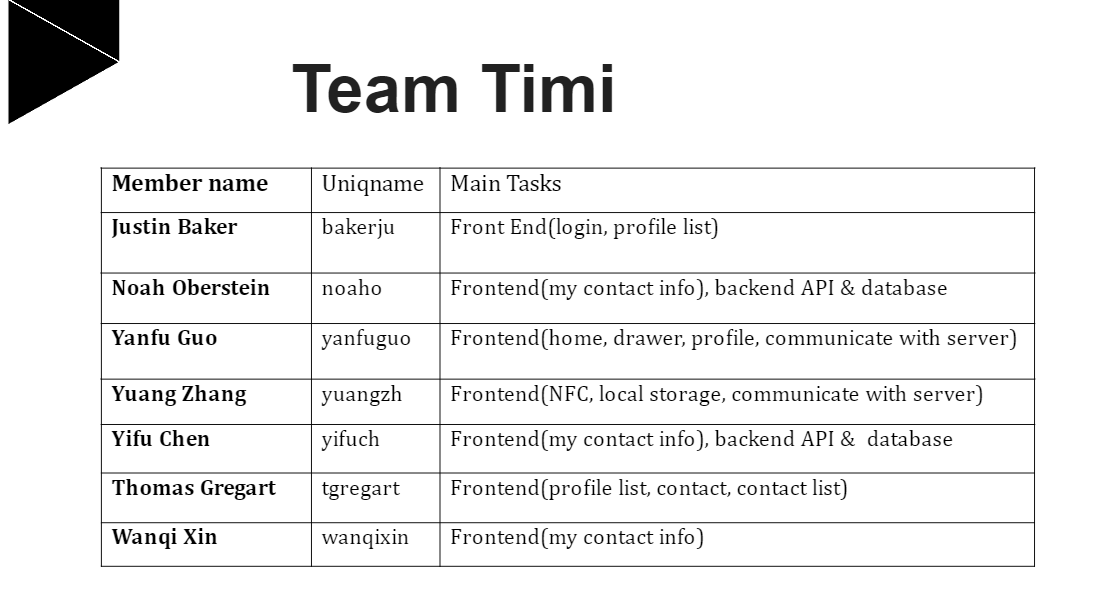 Team Timi
Member name Uniqname Main Tasks
Justin Baker bakerju Front End(login, profile list)
Noah Oberstein noaho Frontend(my contact info), backend API & database
Yanfu Guo yanfuguo Frontend(home, drawer, profile, communicate with server)
Yuang Zhang yuangzh Frontend(NFC, local storage, communicate with server)
Yifu Chen yifuch Frontend(my contact info), backend API &  database
Thomas Gregart tgregart Frontend(profile list, contact, contact list)
Wanqi Xin wanqixin Frontend(my contact info)